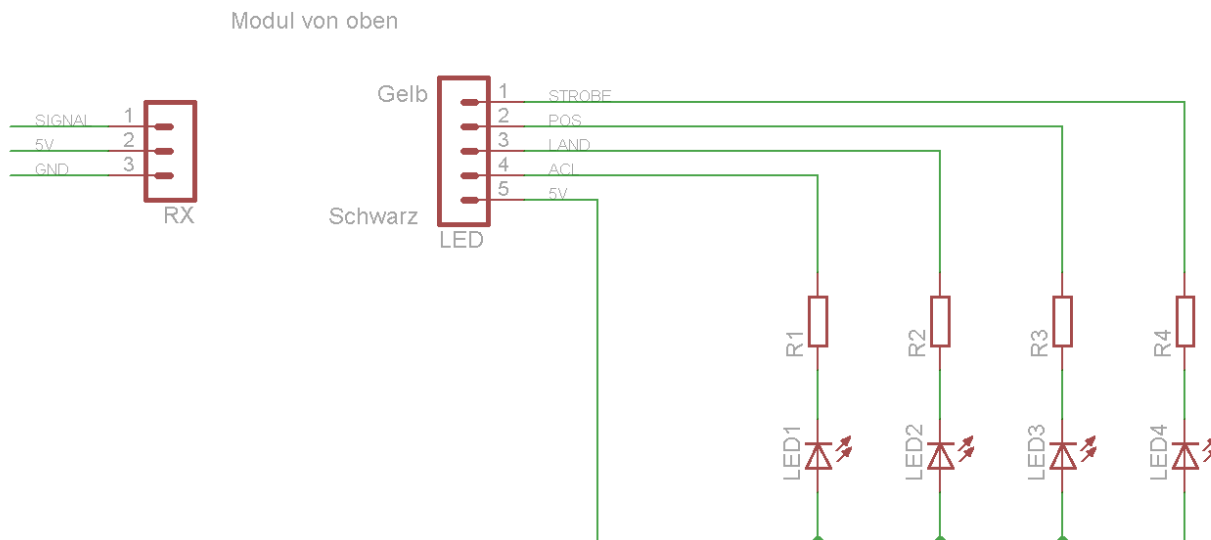 Modul von oben
Gelb
1 STROBE
2 POS
3 LAND
4 ACL
5 5V
Schwarz
LED
SIGNAL 1
5V 2
GND 3
RX
R1
R2
R3
R4
LED1
LED2
LED3
LED4